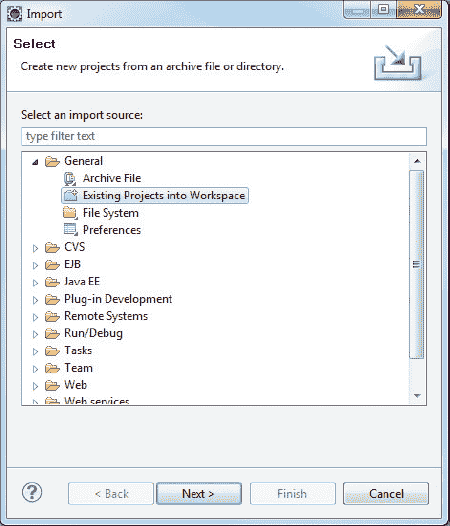 Import
Select
Create new projects from an archive file or directory.
Select an import source:
type filter text
General
Archive File
Existing Projects into Workspace
File System
Preferences
CVS
EJB
Java EE
Plug-in Development
Remote Systems
Run/Debug
Tasks
Team
Web
Web services
?
< Back
Next >
Finish
Cancel